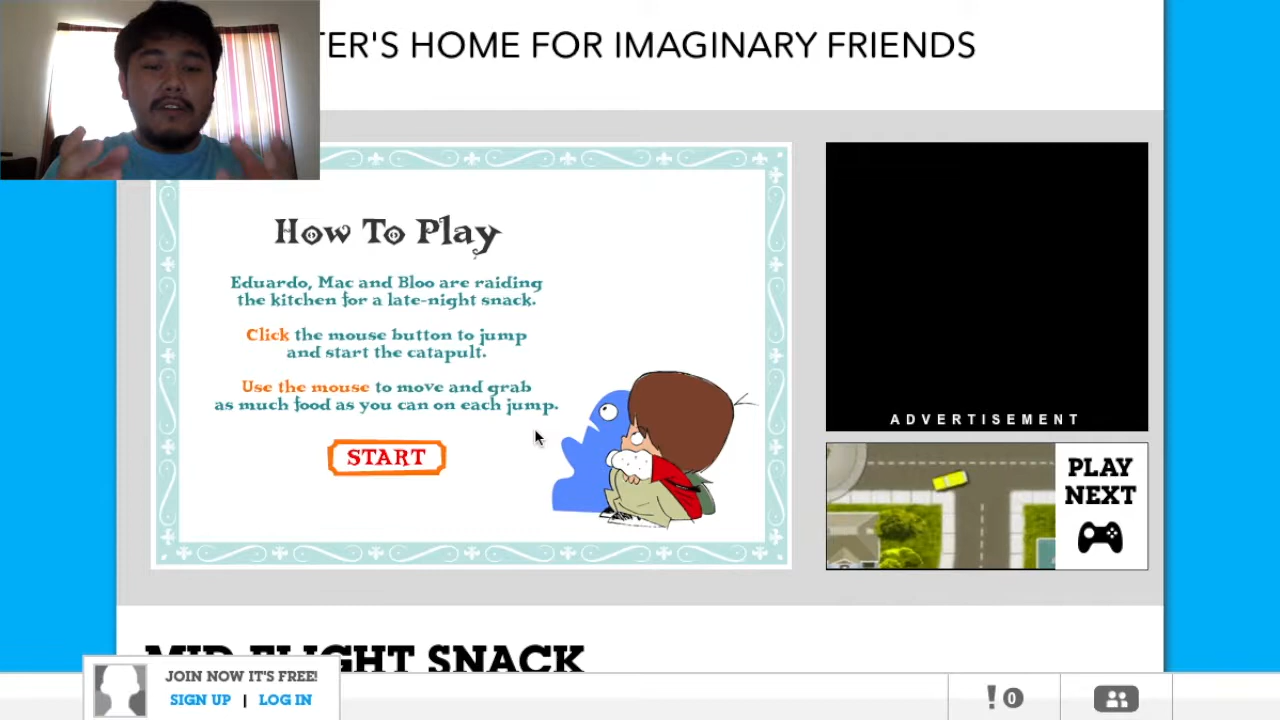 TER'S HOME FOR IMAGINARY FRIENDS
How To Play
Eduardo, Mac and Bloo are raiding
the kitchen for a late-night snack.
Click the mouse button to jump
and start the catapult.
Use the mouse to move and grab
as much food as you can on each jump.
START
ADVERTISEMENT
PLAY
NEXT
MID-FLIGHT SNACK
JOIN NOW IT'S FREE!
SIGN UP | LOG IN
! 0